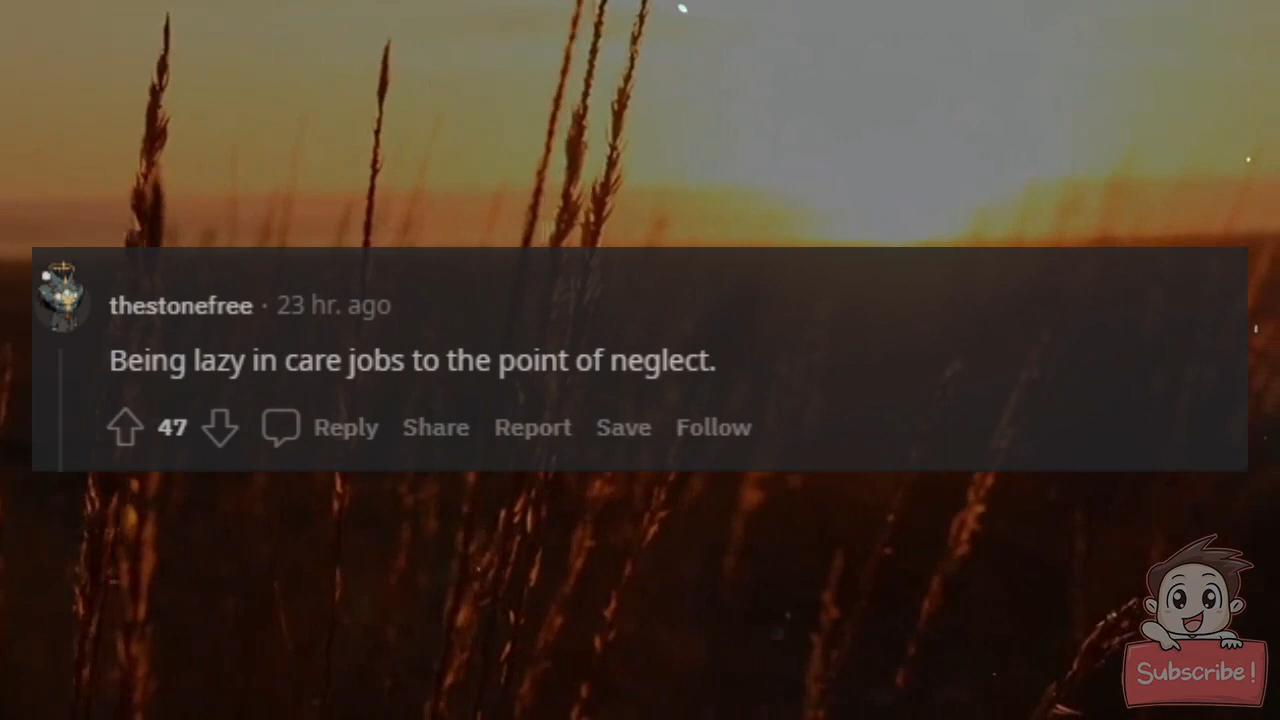 thestonefree · 23 hr. ago
Being lazy in care jobs to the point of neglect.
47 Reply Share Report Save Follow
Subscribe!